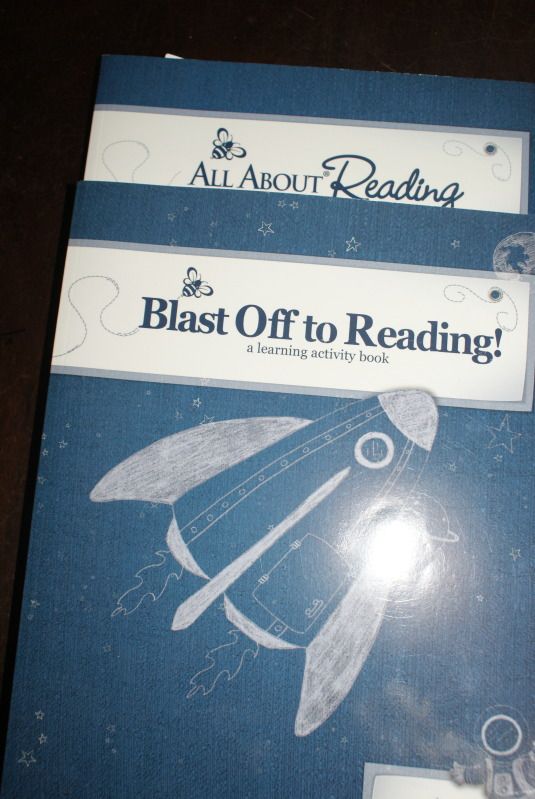 All About® Reading
Blast Off to Reading!
a learning activity book